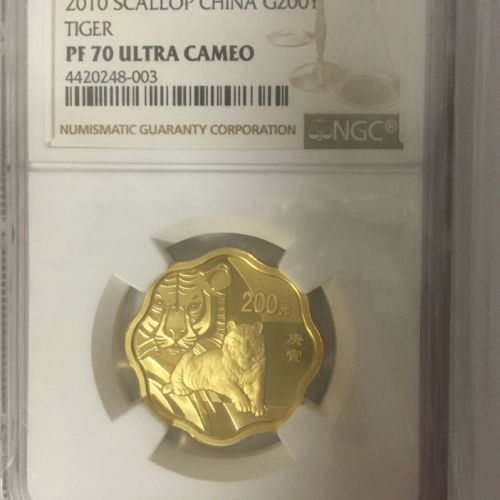 2010 SCALLOP CHINA G200Y
TIGER
PF 70 ULTRA CAMEO
4420248-003
NUMISMATIC GUARANTY CORPORATION
NGC®
200元
庚寅